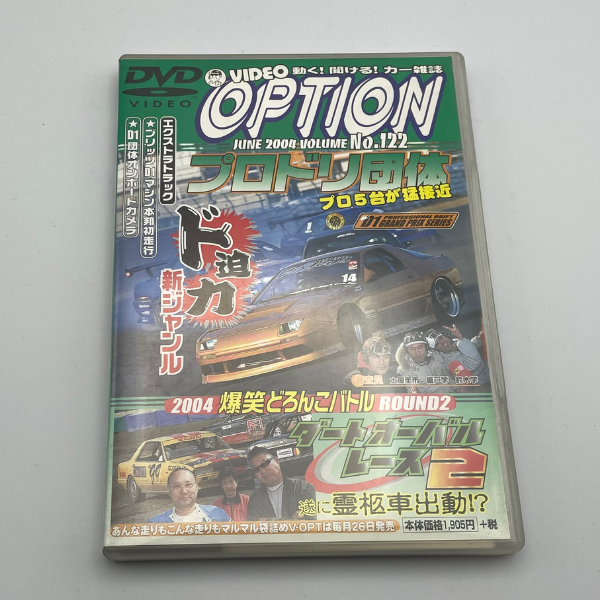 DVD
VIDEO
VIDEO 動く!聞ける!カー雑誌
OPTION
JUNE 2004 VOLUME No.122
プロドリ団体
プロ5台が猛接近
エクストラトラック
★ブリッツD1マシン本邦初走行
★D1団体オンボードカメラ
D1 PROFESSIONAL DRIFT
GRAND PRIX SERIES
ド迫力
新ジャンル
14
2004 爆笑どろんこバトル ROUND2
ダートオーバル
レース2
遂に霊柩車出動!?
あんな走りもこんな走りもマルマル袋詰めV-OPTは毎月26日発売
本体価格1,905円 +税